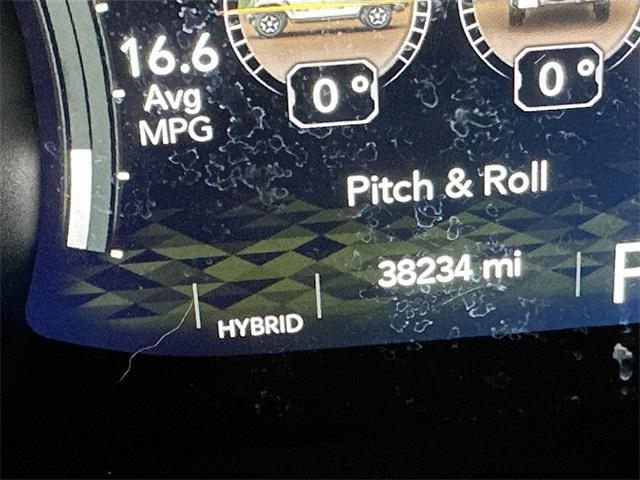 16.6
Avg
MPG
0°
0°
Pitch & Roll
38234 mi
HYBRID